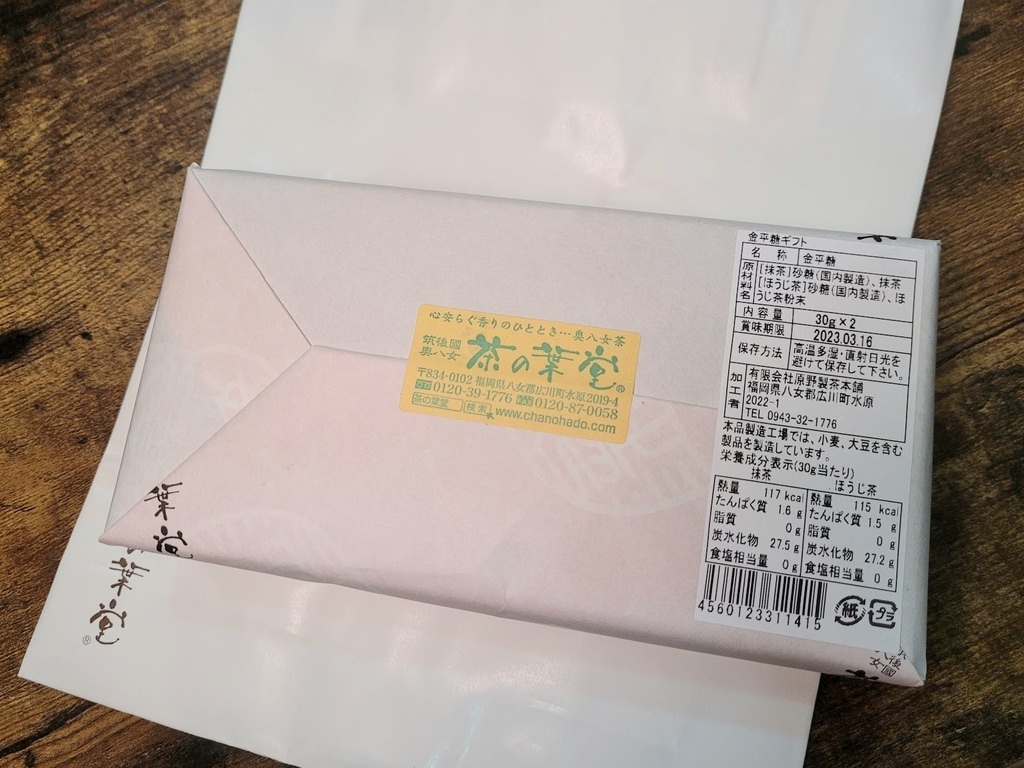 心安らぐ香りのひととき…奥八女茶
筑後國
奥八女
茶の葉堂®
〒834-0102 福岡県八女郡広川町水原2019-4
0120-39-1776 FAX 0120-87-0058
茶の葉堂 検索 www.chanohado.com
金平糖ギフト
名 称 金平糖
原材料名 [抹茶]砂糖(国内製造)、抹茶
[ほうじ茶]砂糖(国内製造)、ほ
うじ茶粉末
内容量 30g×2
賞味期限 2023.03.16
保存方法 高温多湿・直射日光を
避けて保存して下さい。
加工者 有限会社原野製茶本舗
福岡県八女郡広川町水原
2022-1
TEL 0943-32-1776
本品製造工場では、小麦、大豆を含む
製品を製造しています。
栄養成分表示(30g当たり)
抹茶 ほうじ茶
熱量 117 kcal 熱量 115 kcal
たんぱく質 1.6 g たんぱく質 1.5 g
脂質 0 g 脂質 0 g
炭水化物 27.5 g 炭水化物 27.2 g
食塩相当量 0 g 食塩相当量 0 g
4560123311415
紙 プラ
葉堂
の葉堂®
後國
八女